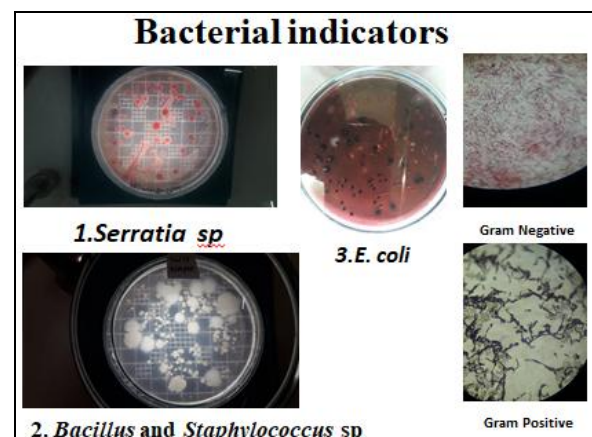 Bacterial indicators
1.Serratia sp
3.E. coli
Gram Negative
2. Bacillus and Staphylococcus sp
Gram Positive